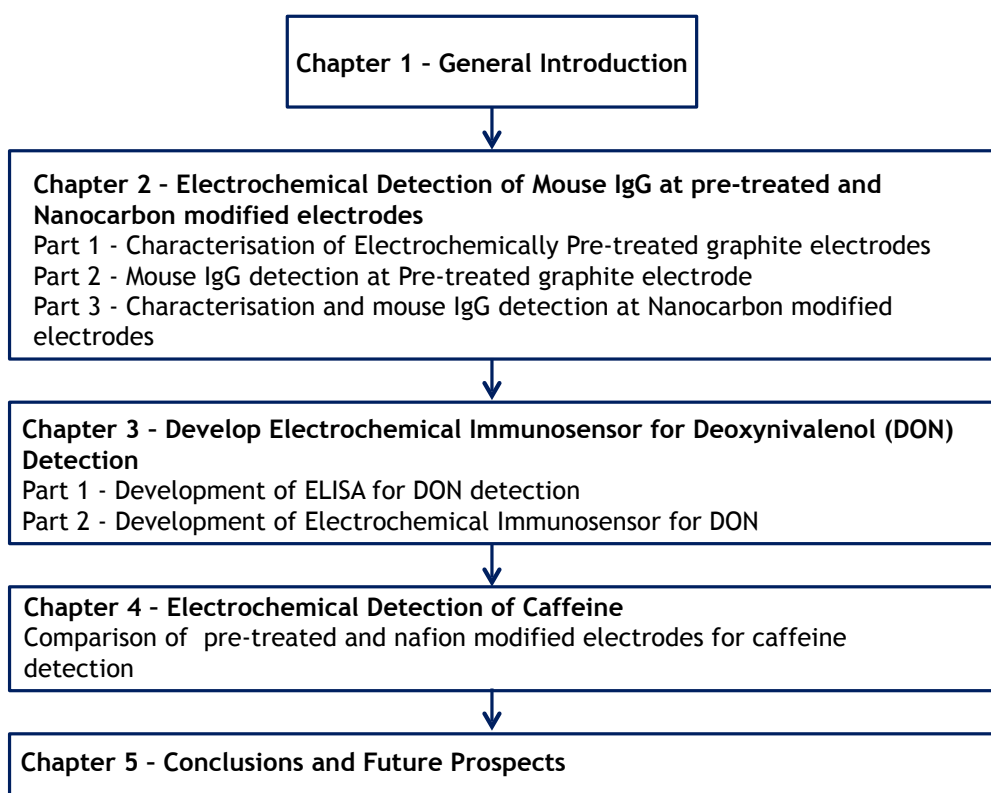 Chapter 1 – General Introduction
Chapter 2 – Electrochemical Detection of Mouse IgG at pre-treated and
Nanocarbon modified electrodes
Part 1 - Characterisation of Electrochemically Pre-treated graphite electrodes
Part 2 - Mouse IgG detection at Pre-treated graphite electrode
Part 3 - Characterisation and mouse IgG detection at Nanocarbon modified
electrodes
Chapter 3 – Develop Electrochemical Immunosensor for Deoxynivalenol (DON)
Detection
Part 1 - Development of ELISA for DON detection
Part 2 - Development of Electrochemical Immunosensor for DON
Chapter 4 – Electrochemical Detection of Caffeine
Comparison of pre-treated and nafion modified electrodes for caffeine
detection
Chapter 5 – Conclusions and Future Prospects